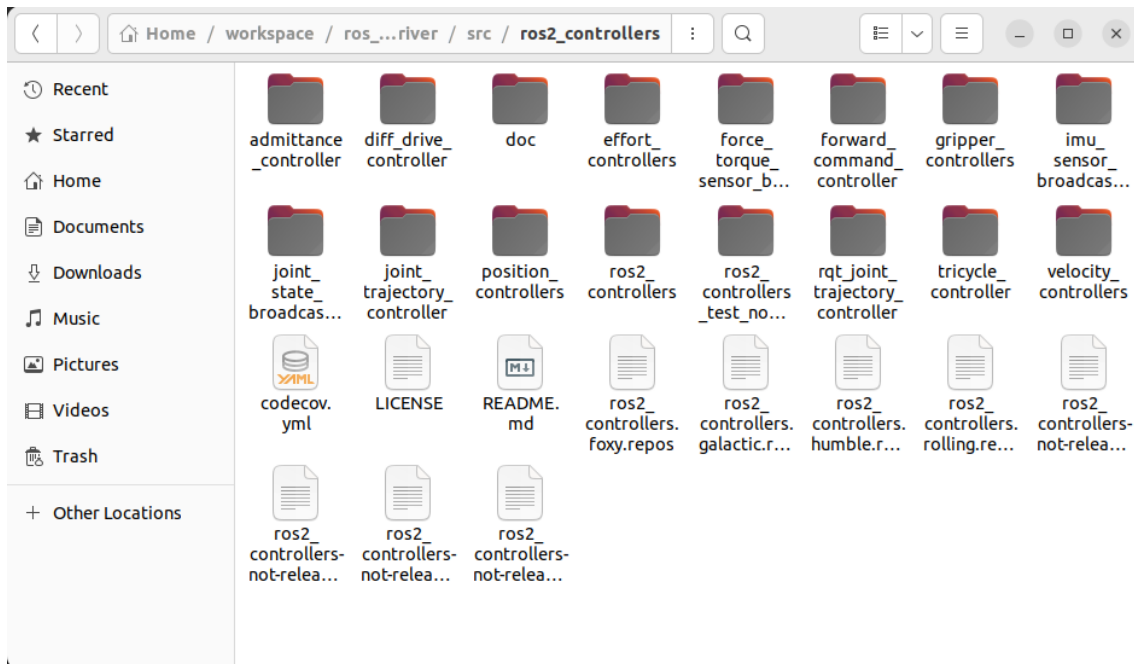 Home / workspace / ros_...river / src / ros2_controllers
Recent
Starred
Home
Documents
Downloads
Music
Pictures
Videos
Trash
+ Other Locations
admittance
_controller
diff_drive_
controller
doc
effort_
controllers
force_
torque_
sensor_b...
forward_
command_
controller
gripper_
controllers
imu_
sensor_
broadcas...
joint_
state_
broadcas...
joint_
trajectory_
controller
position_
controllers
ros2_
controllers
ros2_
controllers
_test_no...
rqt_joint_
trajectory_
controller
tricycle_
controller
velocity_
controllers
YAML
codecov.
yml
LICENSE
M↓
README.
md
ros2_
controllers.
foxy.repos
ros2_
controllers.
galactic.r...
ros2_
controllers.
humble.r...
ros2_
controllers.
rolling.re...
ros2_
controllers-
not-relea...
ros2_
controllers-
not-relea...
ros2_
controllers-
not-relea...
ros2_
controllers-
not-relea...